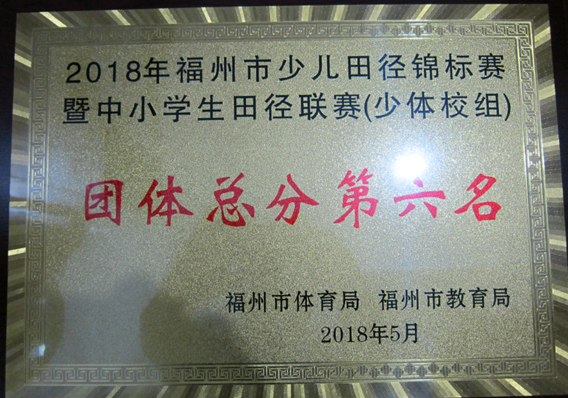 2018年福州市少儿田径锦标赛
暨中小学生田径联赛(少体校组)
团体总分第六名
福州市体育局 福州市教育局
2018年5月